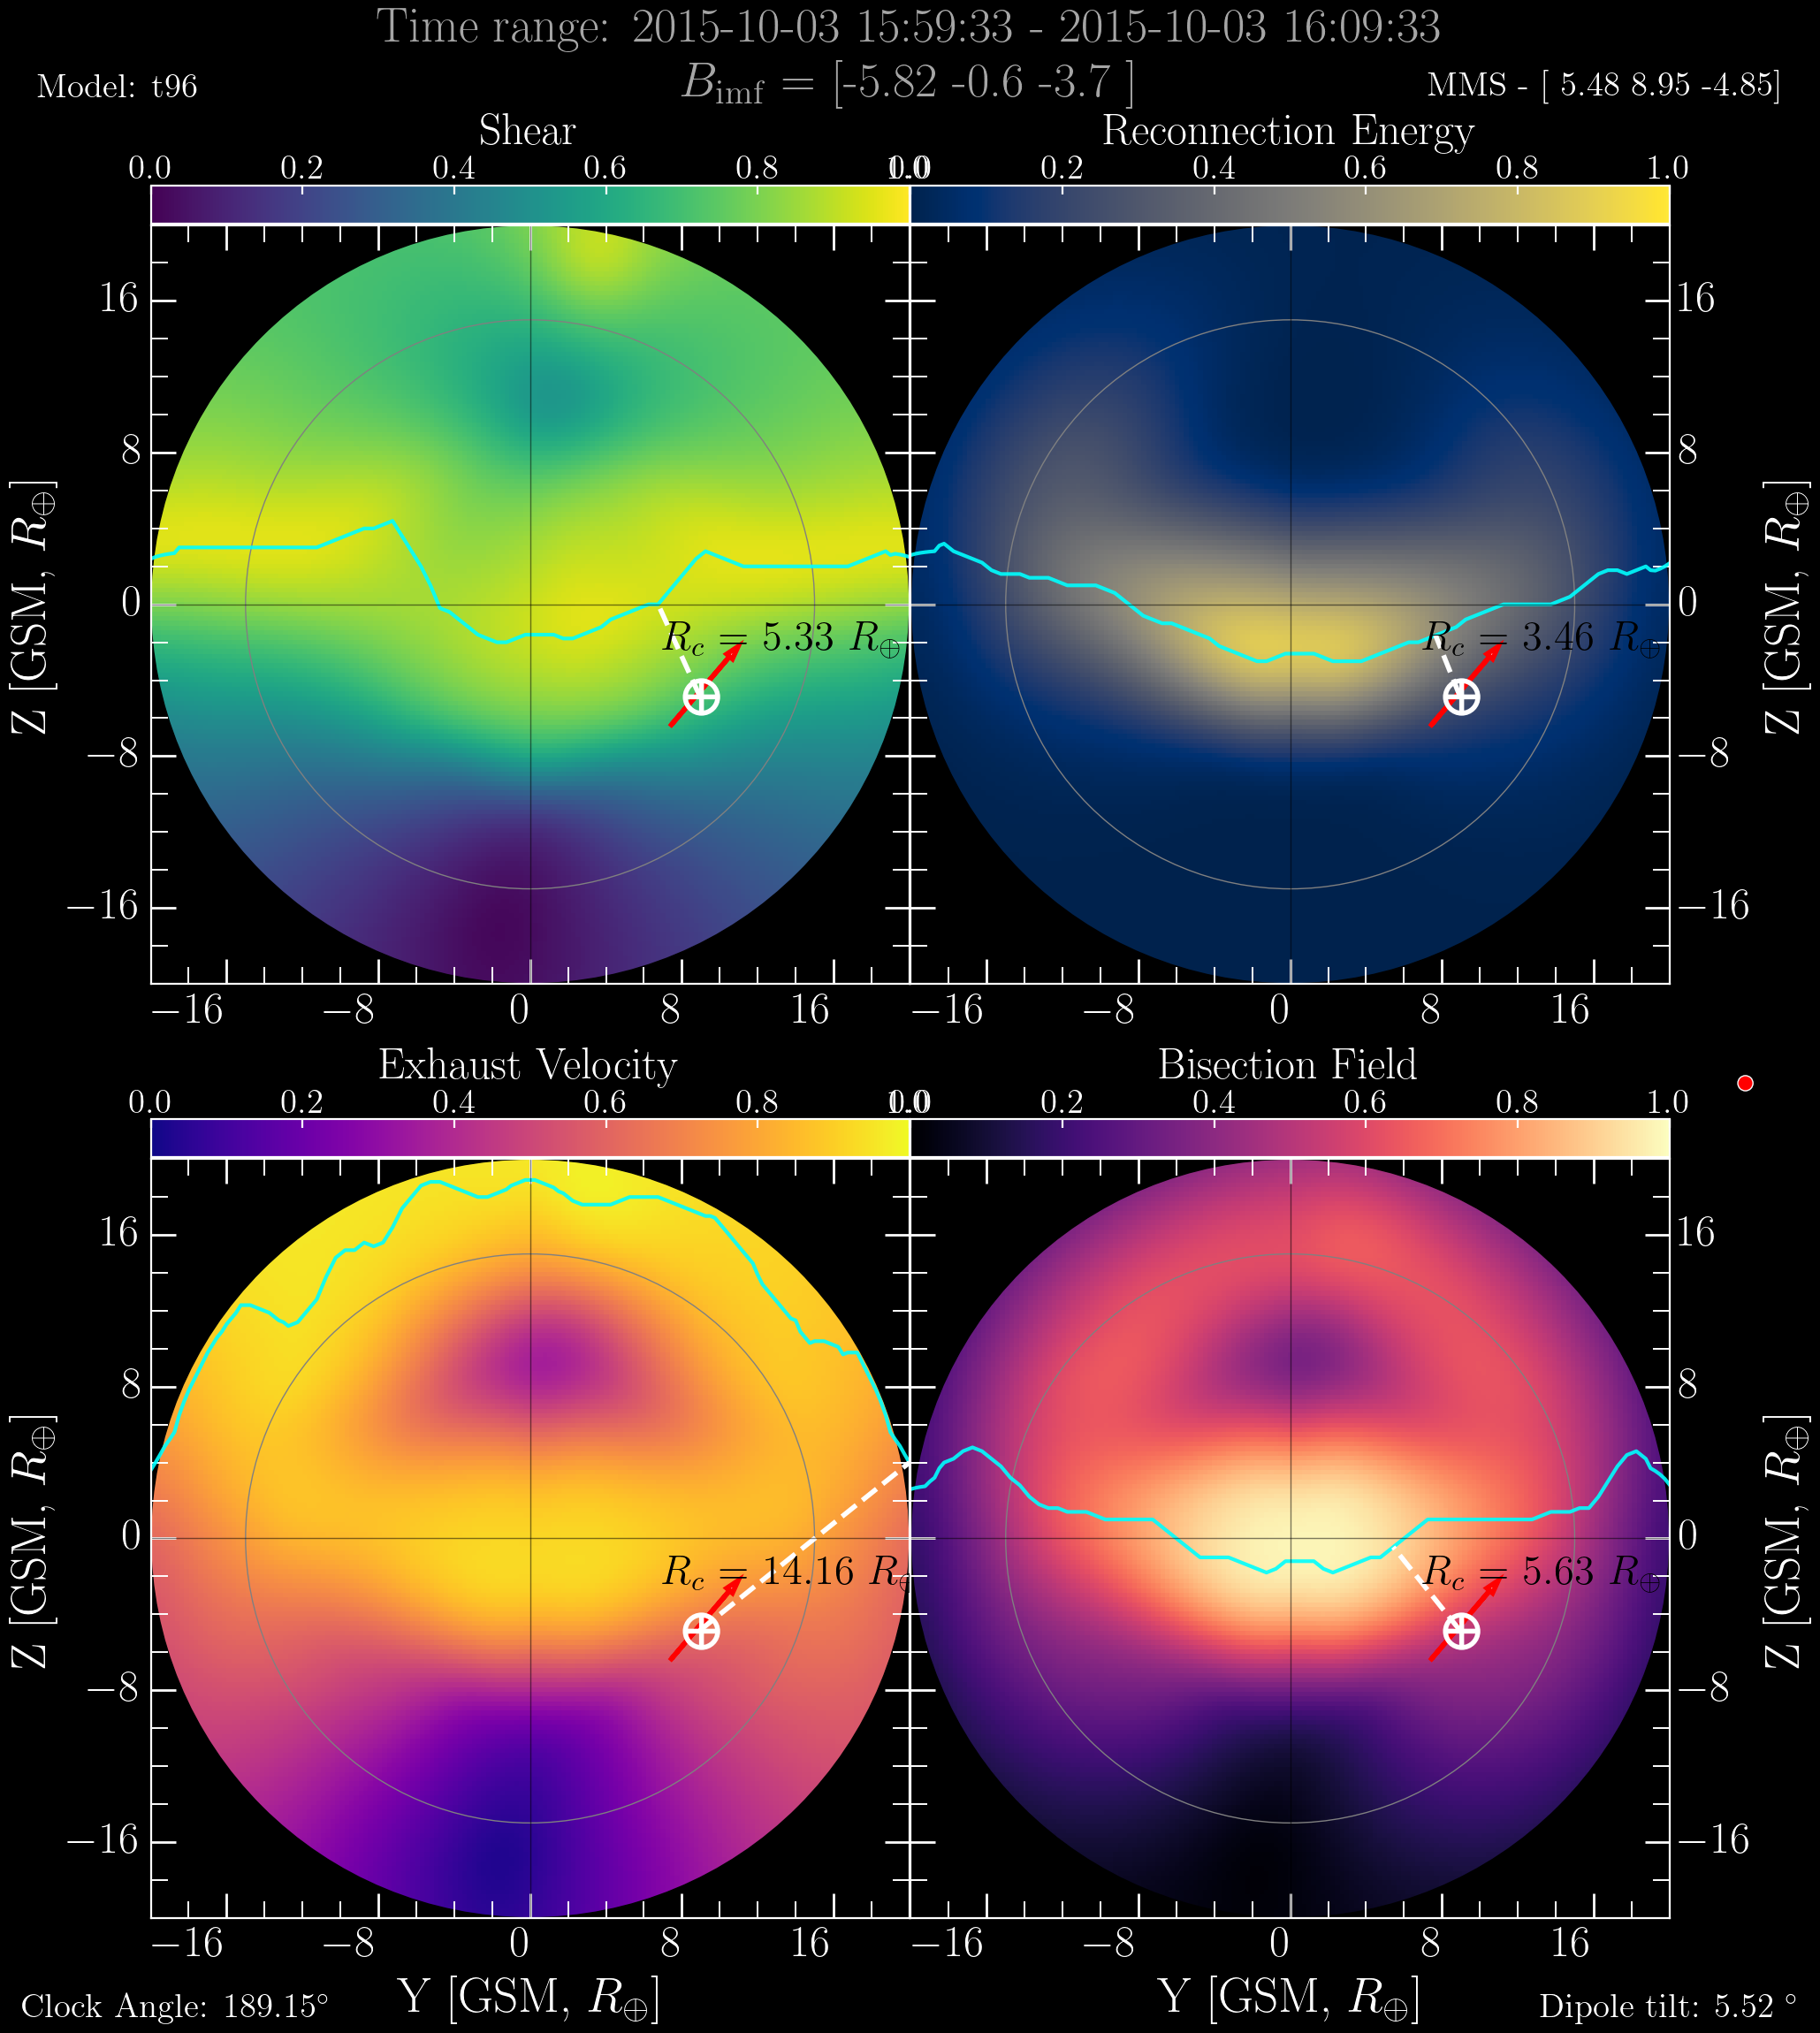 Time range: 2015-10-03 15:59:33 - 2015-10-03 16:09:33
Model: t96
B_imf = [-5.82 -0.6 -3.7 ]
MMS - [ 5.48 8.95 -4.85]
Shear
Reconnection Energy
0.0 0.2 0.4 0.6 0.8 1.0
0.0 0.2 0.4 0.6 0.8 1.0
Z [GSM, R⊕]
16
8
0
−8
−16
R_c = 5.33 R⊕
R_c = 3.46 R⊕
16
8
0
−8
−16
Z [GSM, R⊕]
−16 −8 0 8 16
−16 −8 0 8 16
Exhaust Velocity
Bisection Field
0.0 0.2 0.4 0.6 0.8 1.0
0.0 0.2 0.4 0.6 0.8 1.0
Z [GSM, R⊕]
16
8
0
−8
−16
R_c = 14.16 R⊕
R_c = 5.63 R⊕
16
8
0
−8
−16
Z [GSM, R⊕]
−16 −8 0 8 16
−16 −8 0 8 16
Y [GSM, R⊕]
Y [GSM, R⊕]
Clock Angle: 189.15°
Dipole tilt: 5.52 °